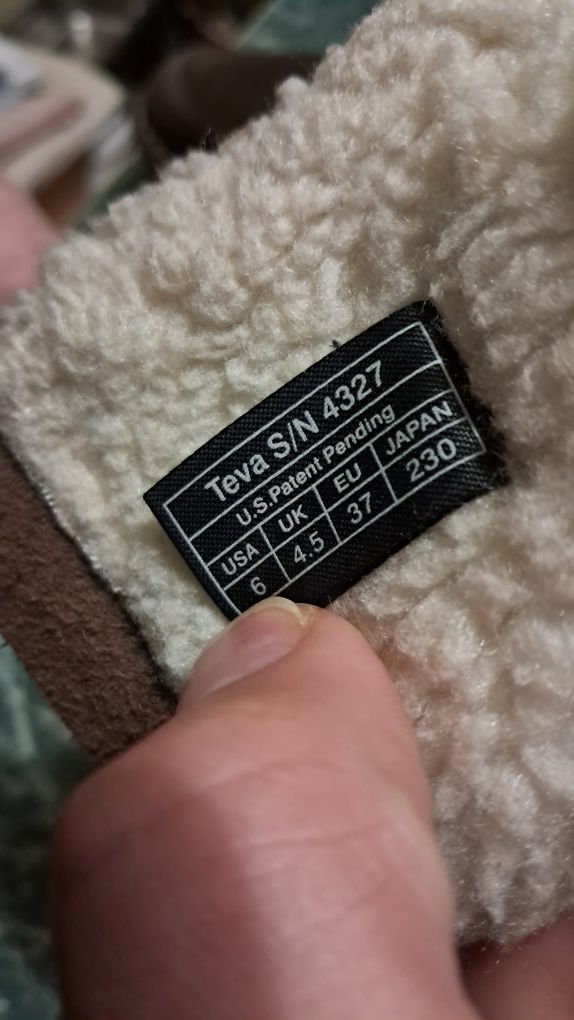 Teva S/N 4327
U.S.Patent Pending
USA UK EU JAPAN
6 4.5 37 230